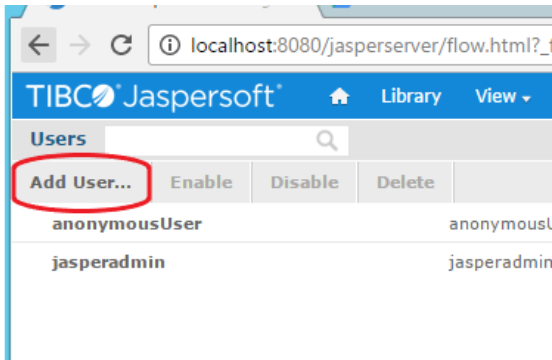 localhost:8080/jasperserver/flow.html?_f
TIBCO Jaspersoft® Library View
Users
Add User... Enable Disable Delete
anonymousUser anonymousU
jasperadmin jasperadmin